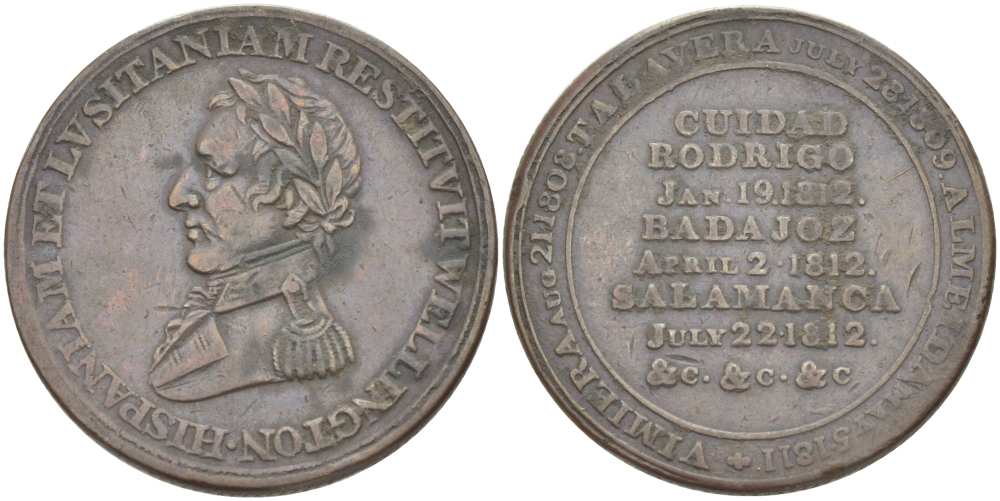 HISPANIAM ET LVSITANIAM RESTITVIT WELLINGTON·
VIMIERA AUG 21 1808. TALAVERA JULY 28 1809. ALMEIDA MAY 5 1811 +
CUIDAD
RODRIGO
JAN. 19.1812.
BADAJOZ
APRIL 2·1812.
SALAMANCA
JULY 22·1812.
&C. &C. &C